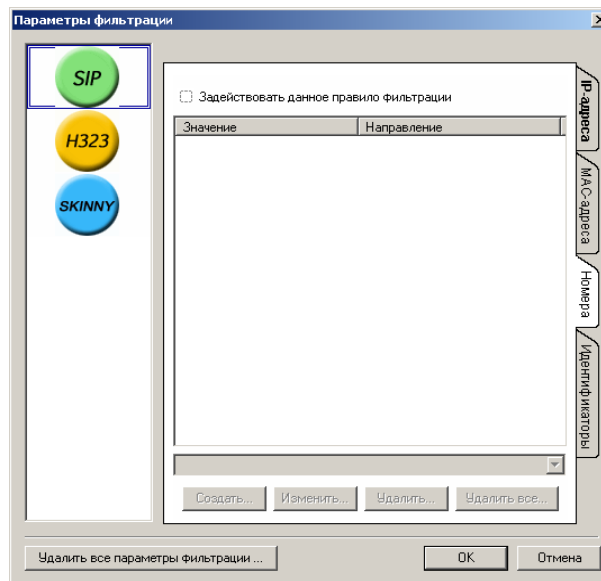 Параметры фильтрации
SIP
H323
SKINNY
Задействовать данное правило фильтрации
Значение Направление
IP-адреса
MAC-адреса
Номера
Идентификаторы
Создать... Изменить... Удалить... Удалить все...
Удалить все параметры фильтрации ... OK Отмена